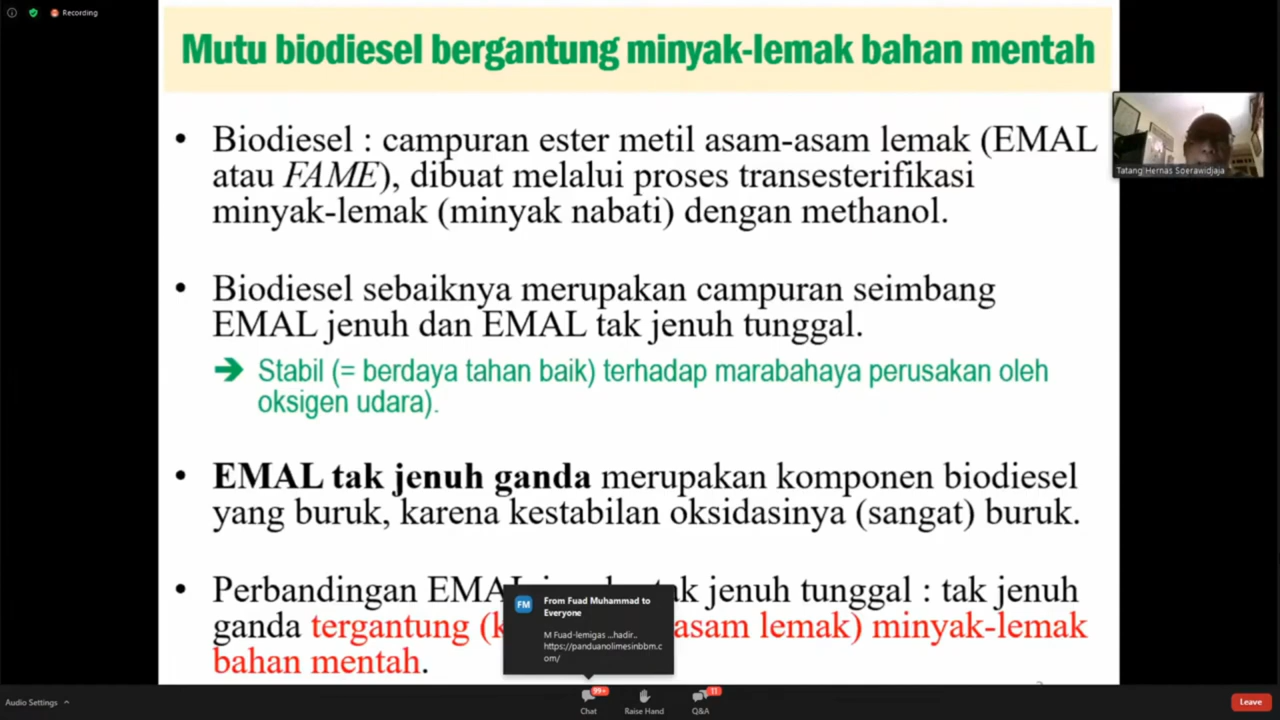 Recording
Mutu biodiesel bergantung minyak-lemak bahan mentah
• Biodiesel : campuran ester metil asam-asam lemak (EMAL
atau FAME), dibuat melalui proses transesterifikasi
minyak-lemak (minyak nabati) dengan methanol.
Tatang Hernas Soerawidjaja
• Biodiesel sebaiknya merupakan campuran seimbang
EMAL jenuh dan EMAL tak jenuh tunggal.
➔ Stabil (= berdaya tahan baik) terhadap marabahaya perusakan oleh
oksigen udara).
• EMAL tak jenuh ganda merupakan komponen biodiesel
yang buruk, karena kestabilan oksidasinya (sangat) buruk.
• Perbandingan jenuh tunggal : tak jenuh
ganda tergantung asam lemak) minyak-lemak
bahan mentah.
FM
From Fuad Muhammad to
Everyone
M Fuad-lemigas ...hadir..
https://panduanolimesinbbm.c
om/
Audio Settings
99+
Chat
Raise Hand
11
Q&A
Leave